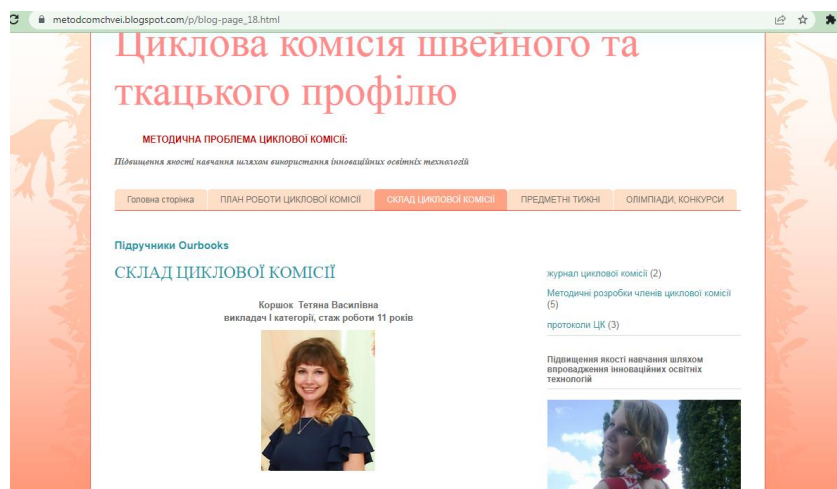 metodcomchvei.blogspot.com/p/blog-page_18.html
Циклова комісія швейного та
ткацького профілю
МЕТОДИЧНА ПРОБЛЕМА ЦИКЛОВОЇ КОМІСІЇ:
Підвищення якості навчання шляхом використання інноваційних освітніх технологій
Головна сторінка
ПЛАН РОБОТИ ЦИКЛОВОЇ КОМІСІЇ
СКЛАД ЦИКЛОВОЇ КОМІСІЇ
ПРЕДМЕТНІ ТИЖНІ
ОЛІМПІАДИ, КОНКУРСИ
Підручники Ourbooks
СКЛАД ЦИКЛОВОЇ КОМІСІЇ
Коршок Тетяна Василівна
викладач І категорії, стаж роботи 11 років
журнал циклової комісії (2)
Методичні розробки членів циклової комісії
(5)
протоколи ЦК (3)
Підвищення якості навчання шляхом
впровадження інноваційних освітніх
технологій